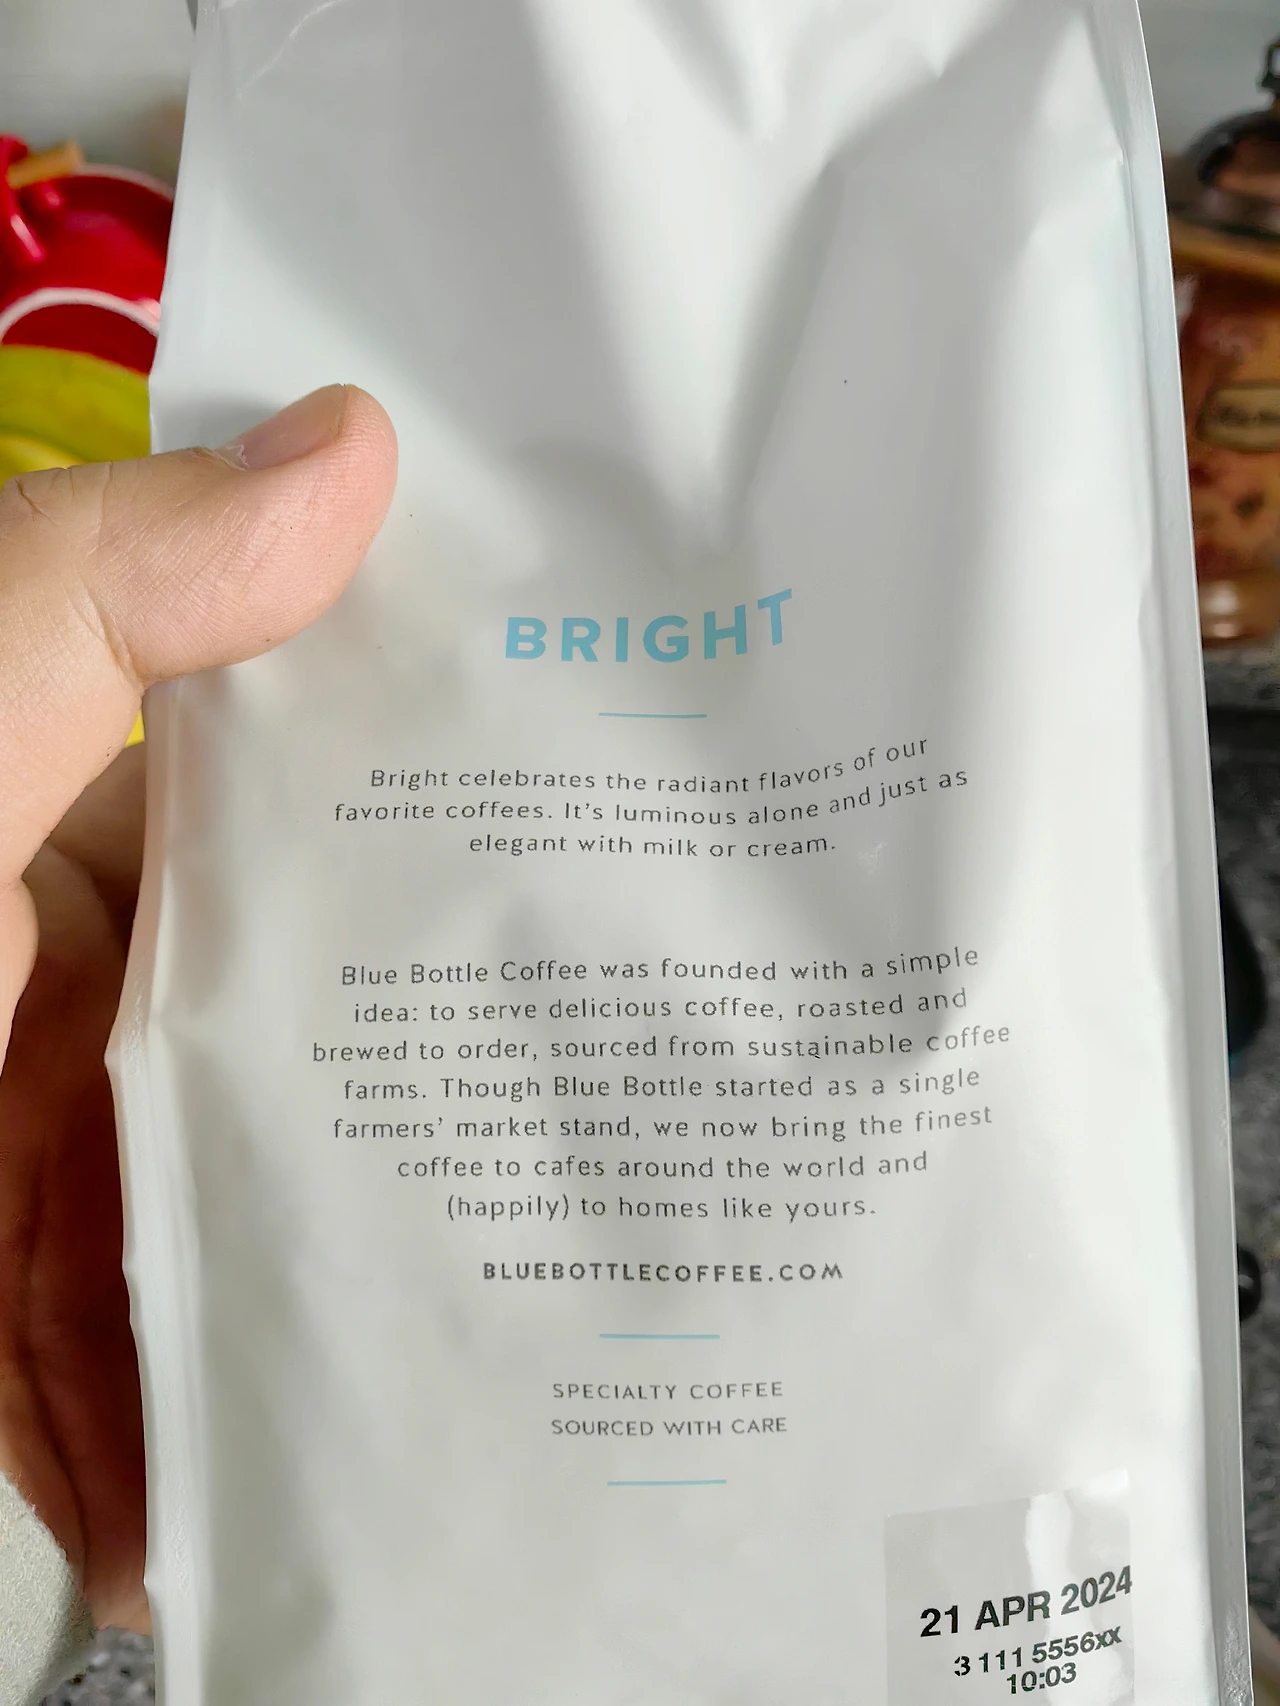 BRIGHT
Bright celebrates the radiant flavors of our
favorite coffees. It's luminous alone and just as
elegant with milk or cream.
Blue Bottle Coffee was founded with a simple
idea: to serve delicious coffee, roasted and
brewed to order, sourced from sustainable coffee
farms. Though Blue Bottle started as a single
farmers' market stand, we now bring the finest
coffee to cafes around the world and
(happily) to homes like yours.
BLUEBOTTLECOFFEE.COM
SPECIALTY COFFEE
SOURCED WITH CARE
21 APR 2024
3 111 5556xx
10:03